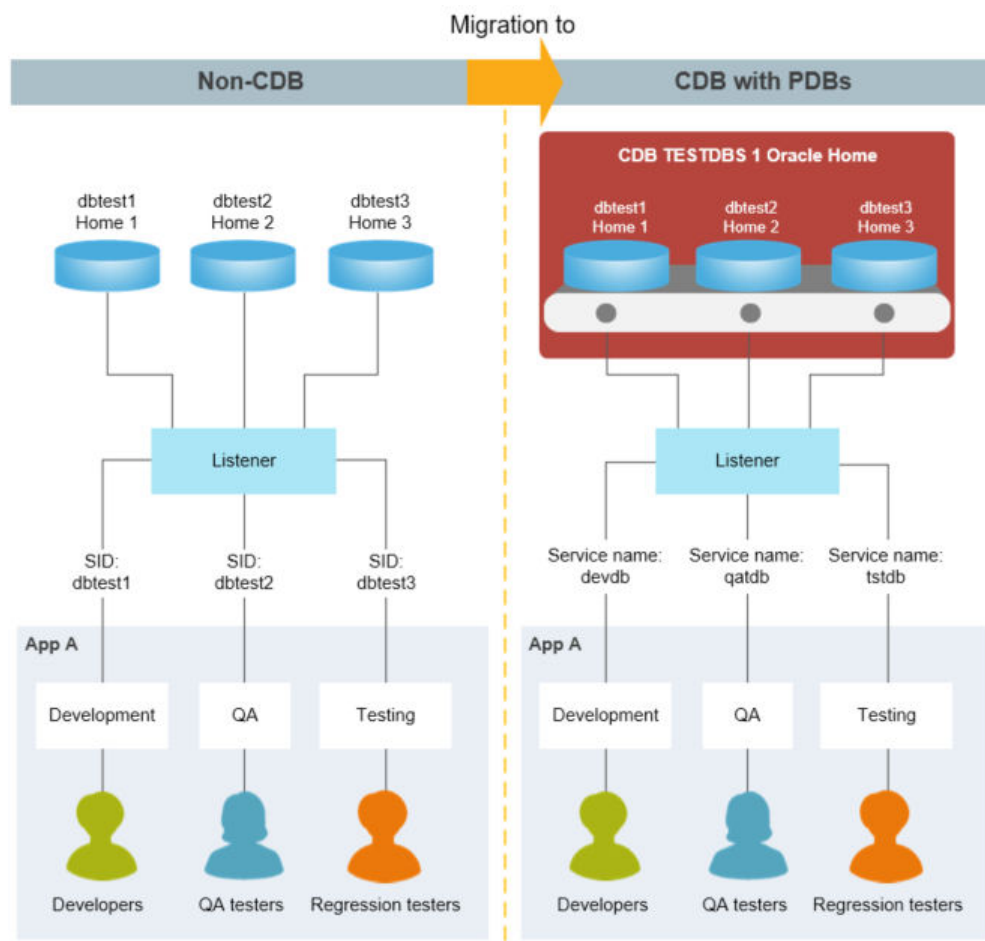 Migration to
Non-CDB
CDB with PDBs
dbtest1
Home 1
dbtest2
Home 2
dbtest3
Home 3
Listener
SID:
dbtest1
SID:
dbtest2
SID:
dbtest3
App A
Development
QA
Testing
Developers
QA testers
Regression testers
CDB TESTDBS 1 Oracle Home
dbtest1
Home 1
dbtest2
Home 2
dbtest3
Home 3
Listener
Service name:
devdb
Service name:
qatdb
Service name:
tstdb
App A
Development
QA
Testing
Developers
QA testers
Regression testers